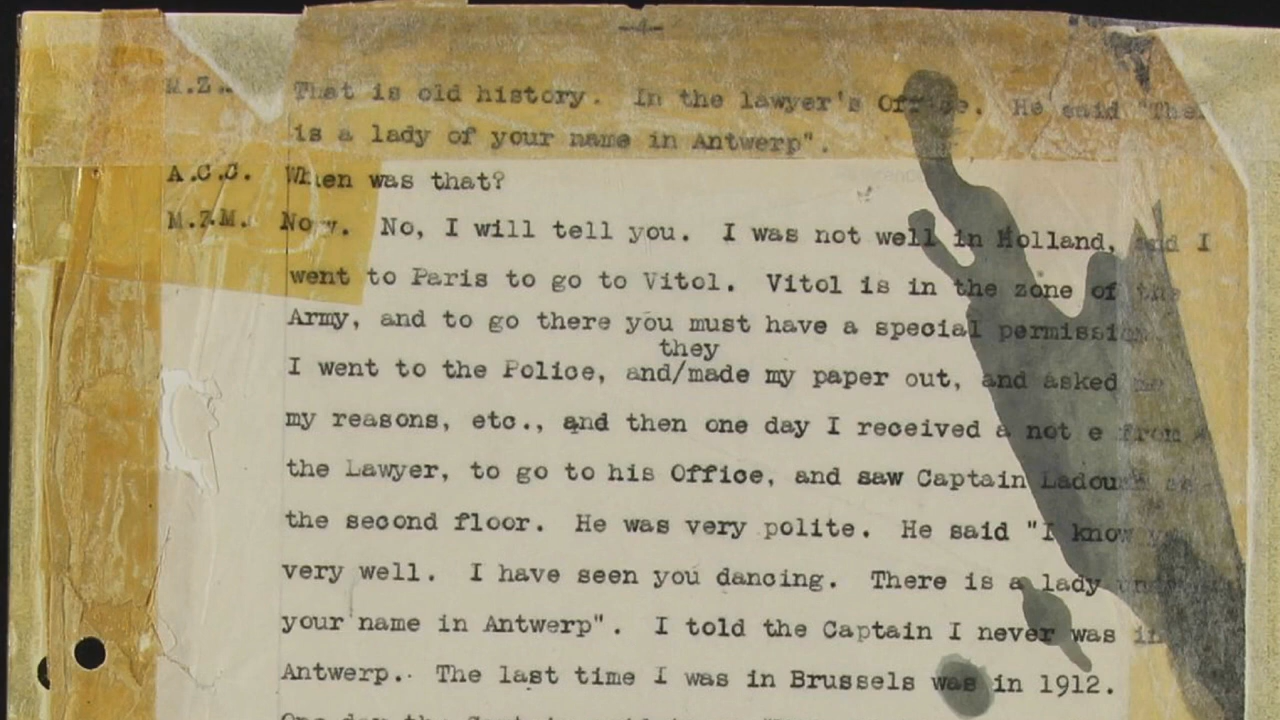 -4-
M.Z. That is old history. In the lawyer's Office. He said "The
is a lady of your name in Antwerp".
A.C.C. When was that?
M.Z.M. Now. No, I will tell you. I was not well in Holland, and I
went to Paris to go to Vitol. Vitol is in the zone of the
Army, and to go there you must have a special permission
they
I went to the Police, and/made my paper out, and asked me
my reasons, etc., and then one day I received a not e from
the Lawyer, to go to his Office, and saw Captain
the second floor. He was very polite. He said "I know
very well. I have seen you dancing. There is a lady
your name in Antwerp". I told the Captain I never was in
Antwerp. The last time I was in Brussels was in 1912.
One day the